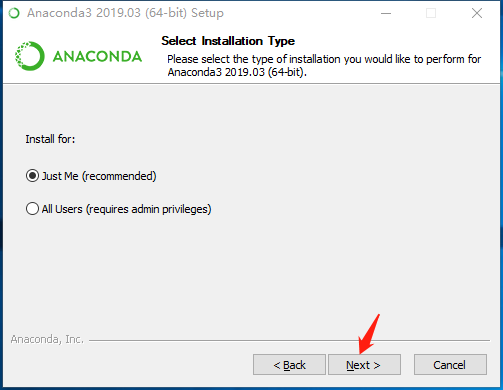 Anaconda3 2019.03 (64-bit) Setup
ANACONDA
Select Installation Type
Please select the type of installation you would like to perform for
Anaconda3 2019.03 (64-bit).
Install for:
Just Me (recommended)
All Users (requires admin privileges)
Anaconda, Inc.
< Back
Next >
Cancel